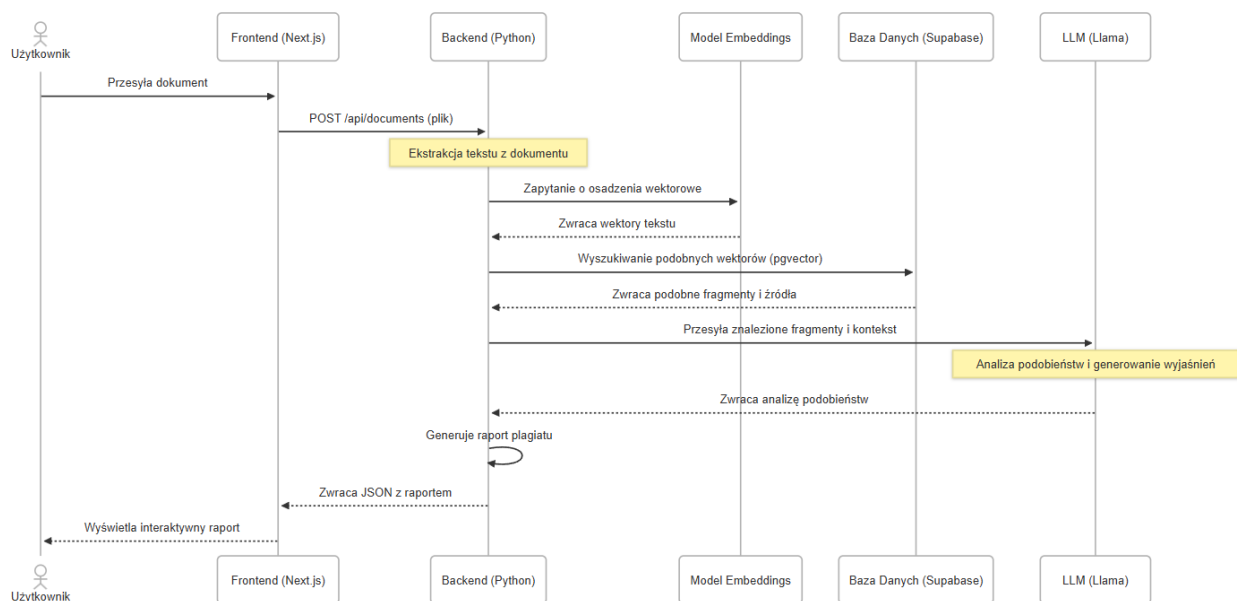 Użytkownik
Frontend (Next.js)
Backend (Python)
Model Embeddings
Baza Danych (Supabase)
LLM (Llama)
Przesyła dokument
POST /api/documents (plik)
Ekstrakcja tekstu z dokumentu
Zapytanie o osadzenia wektorowe
Zwraca wektory tekstu
Wyszukiwanie podobnych wektorów (pgvector)
Zwraca podobne fragmenty i źródła
Przesyła znalezione fragmenty i kontekst
Analiza podobieństw i generowanie wyjaśnień
Zwraca analizę podobieństw
Generuje raport plagiatu
Zwraca JSON z raportem
Wyświetla interaktywny raport
Użytkownik
Frontend (Next.js)
Backend (Python)
Model Embeddings
Baza Danych (Supabase)
LLM (Llama)